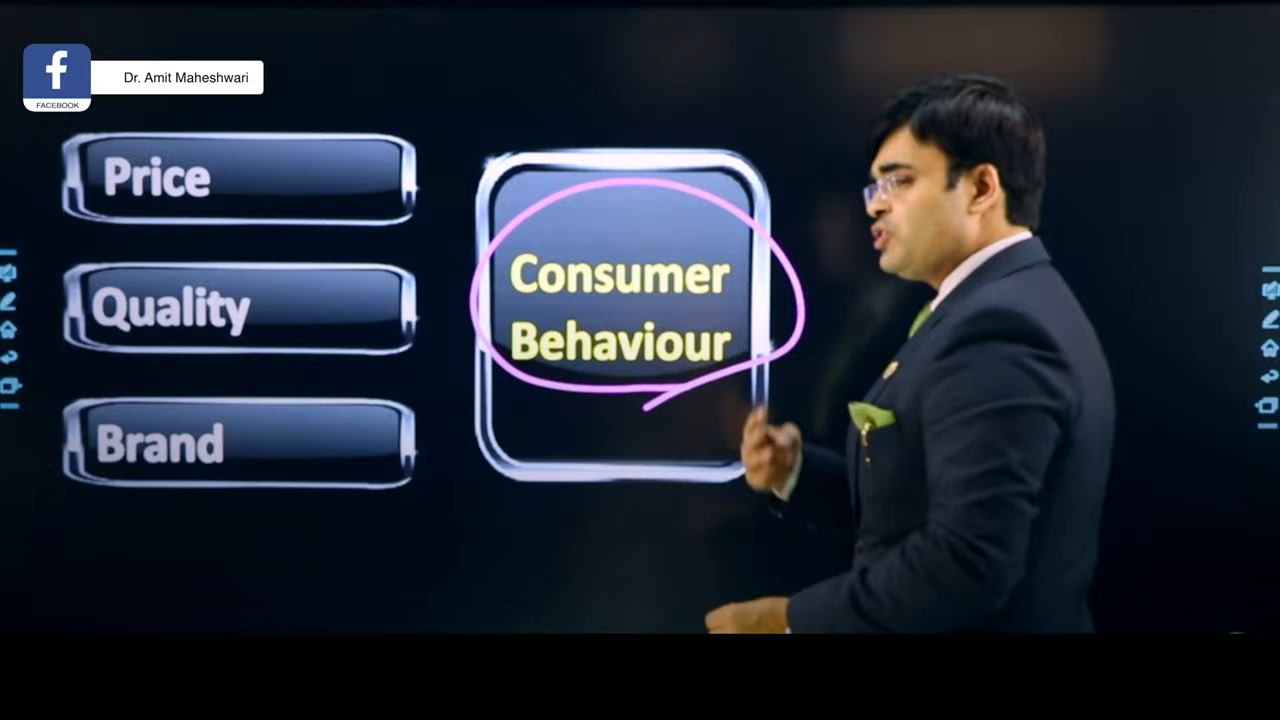 f
FACEBOOK
Dr. Amit Maheshwari
Price
Quality
Brand
Consumer
Behaviour